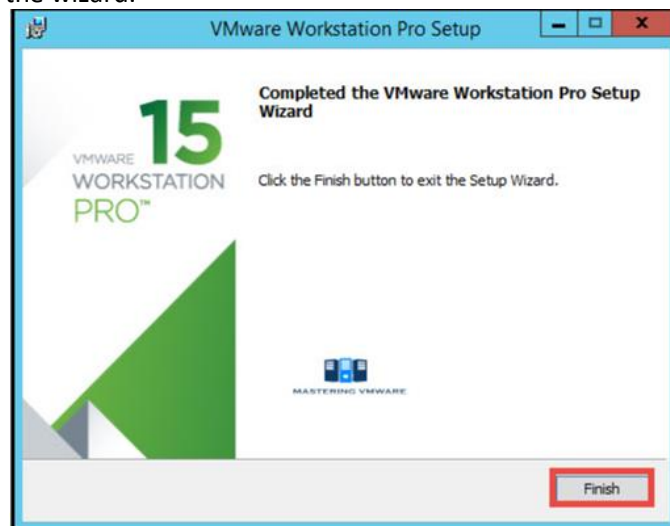 the wizard.
VMware Workstation Pro Setup
15
VMWARE
WORKSTATION
PRO™
Completed the VMware Workstation Pro Setup
Wizard
Click the Finish button to exit the Setup Wizard.
MASTERING VMWARE
Finish